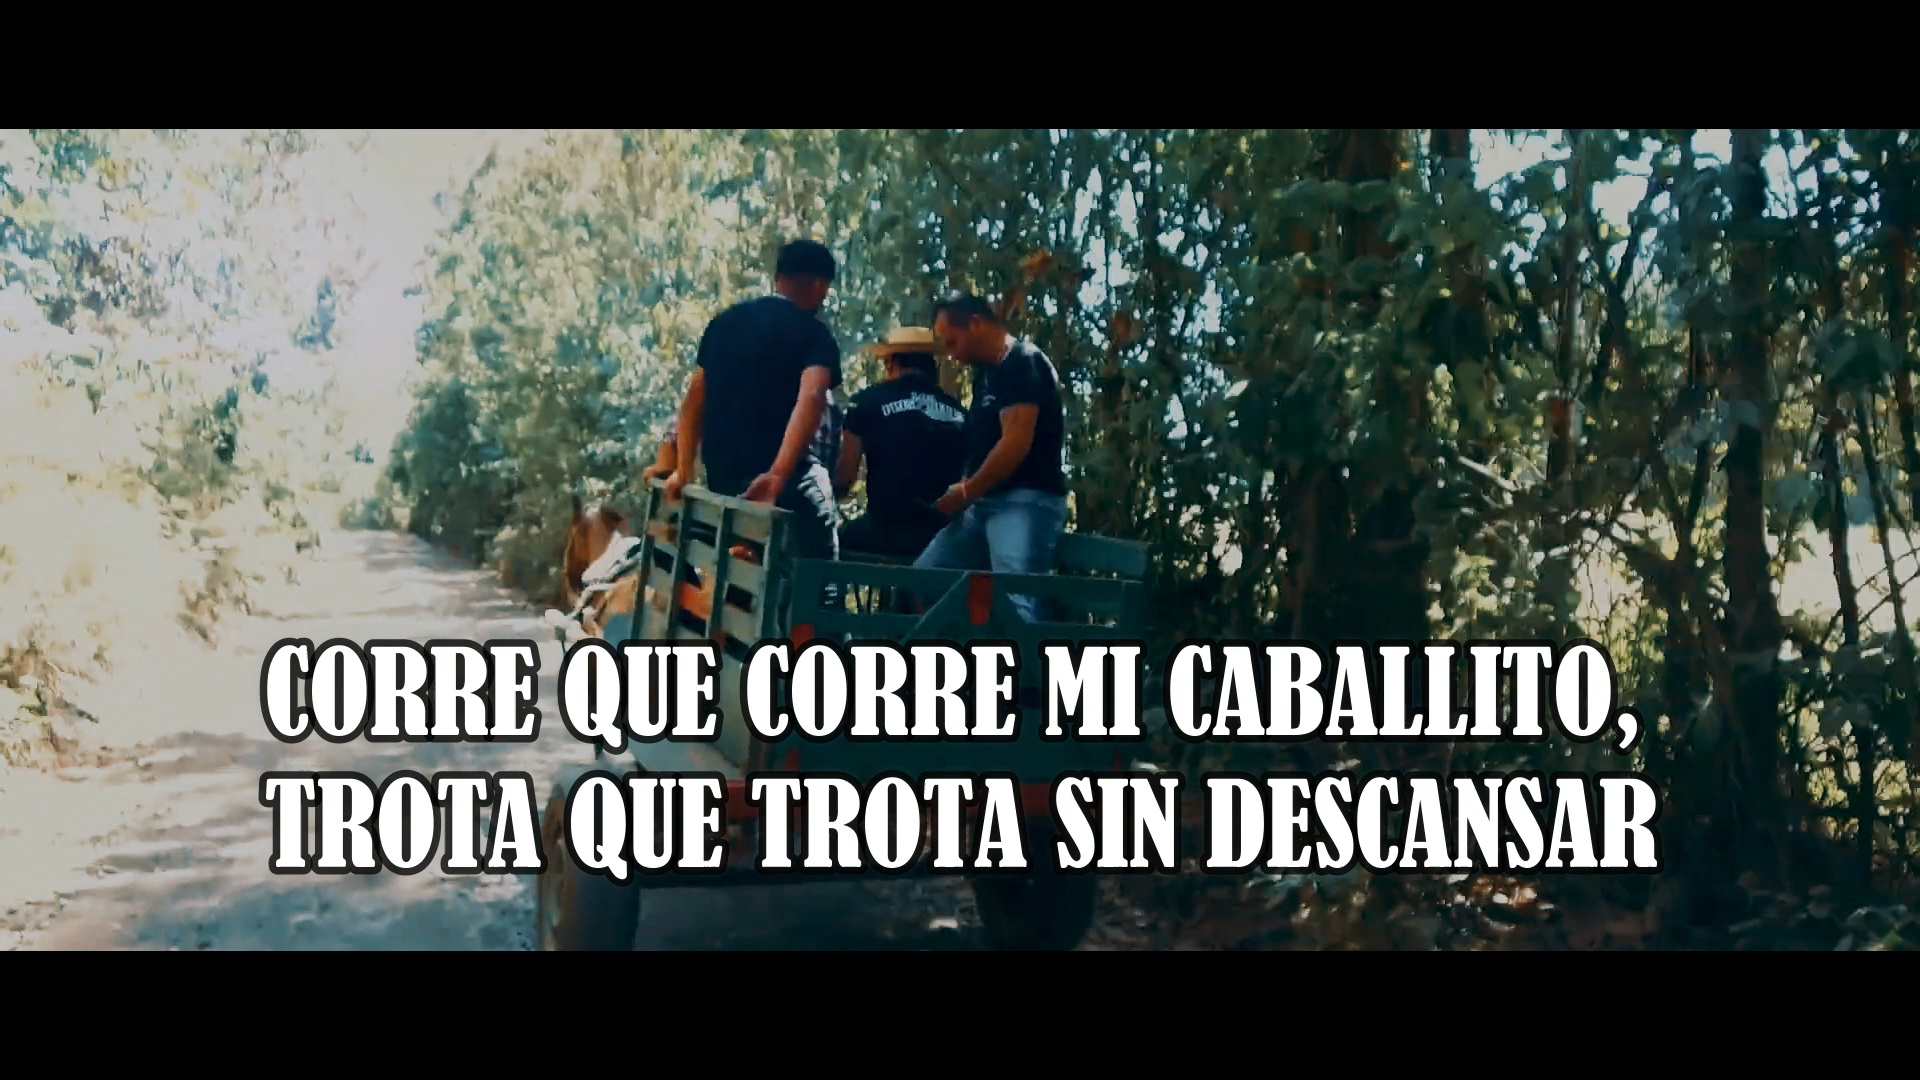 CORRE QUE CORRE MI CABALLITO,
TROTA QUE TROTA SIN DESCANSAR